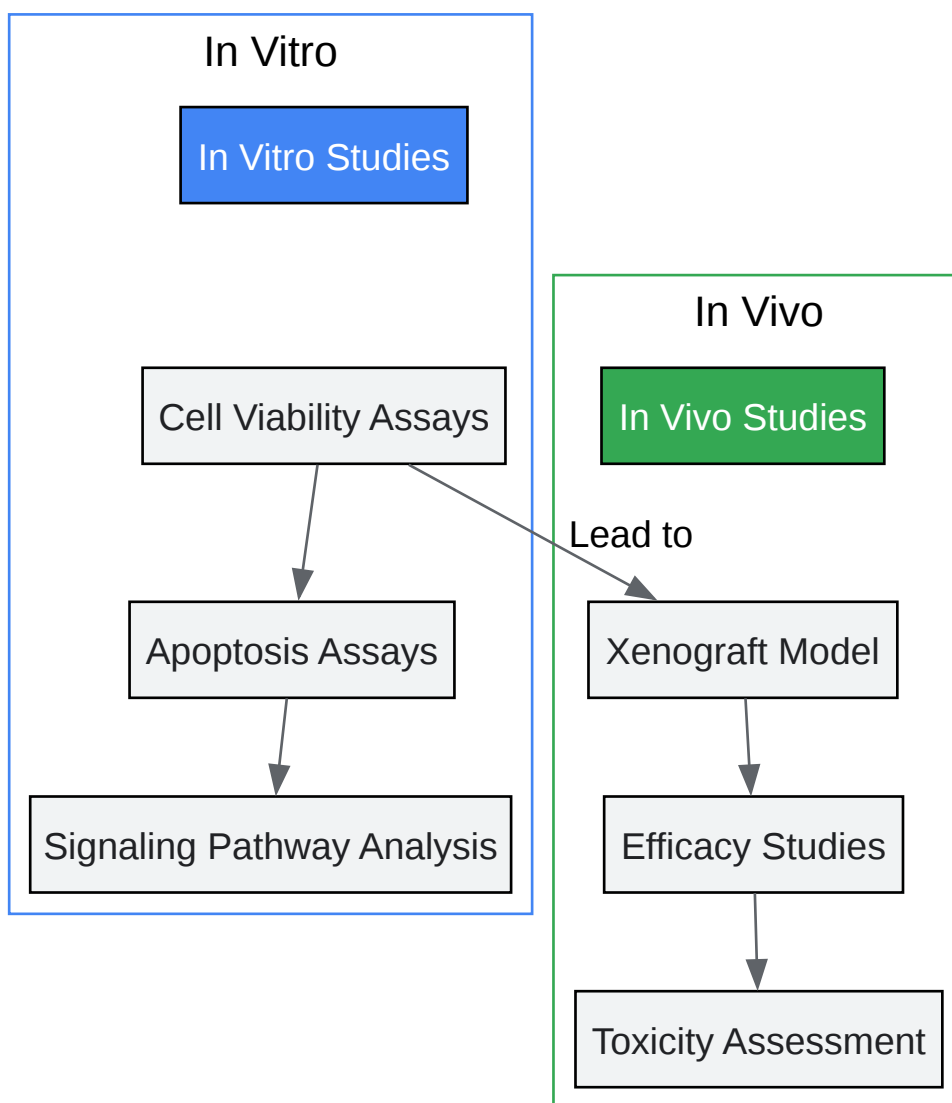 In Vitro
In Vitro Studies
Cell Viability Assays
Apoptosis Assays
Signaling Pathway Analysis
In Vivo
In Vivo Studies
Lead to
Xenograft Model
Efficacy Studies
Toxicity Assessment